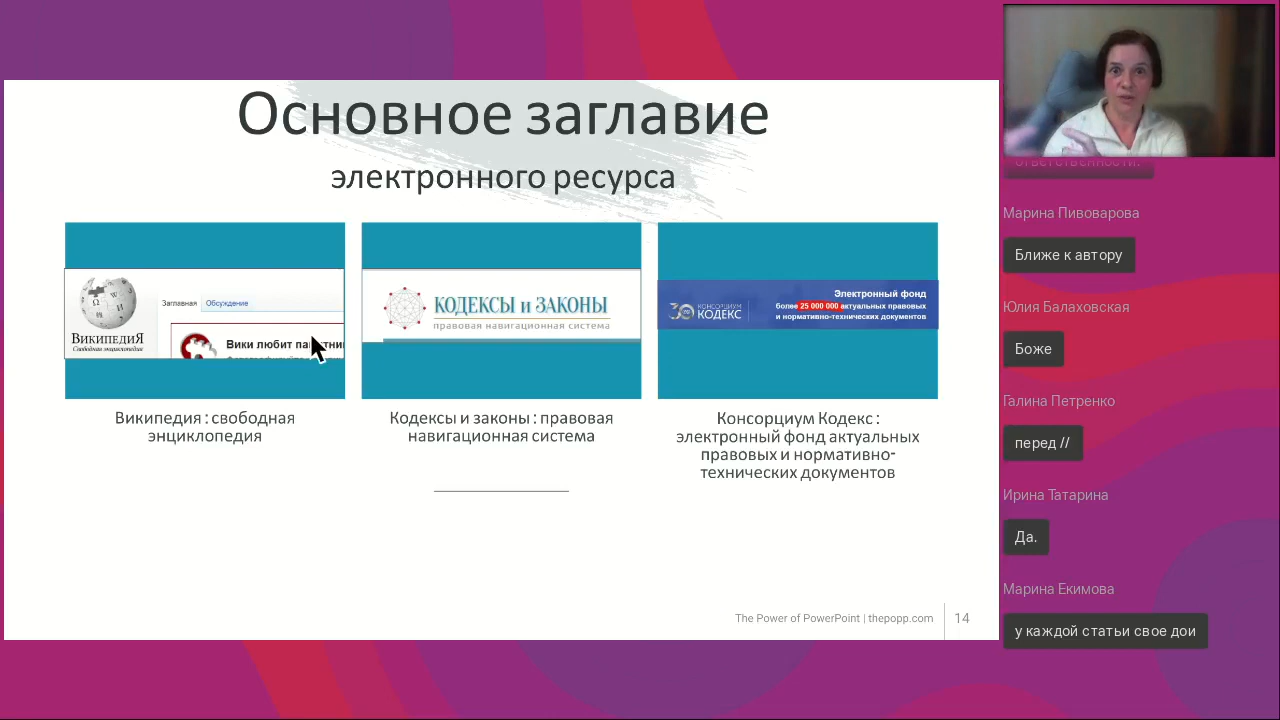 Основное заглавие
электронного ресурса
ВИКИПЕДИЯ
Свободная энциклопедия
Заглавная
Обсуждение
Вики любит
КОДЕКСЫ и ЗАКОНЫ
правовая навигационная система
КОНСОРЦИУМ
КОДЕКС
Электронный фонд
более 25 000 000 актуальных правовых
и нормативно-технических документов
Википедия : свободная
энциклопедия
Кодексы и законы : правовая
навигационная система
Консорциум Кодекс :
электронный фонд актуальных
правовых и нормативно-
технических документов
The Power of PowerPoint | thepopp.com
14
ответственности.
Марина Пивоварова
Ближе к автору
Юлия Балаховская
Боже
Галина Петренко
перед //
Ирина Татарина
Да.
Марина Екимова
у каждой статьи свое дои